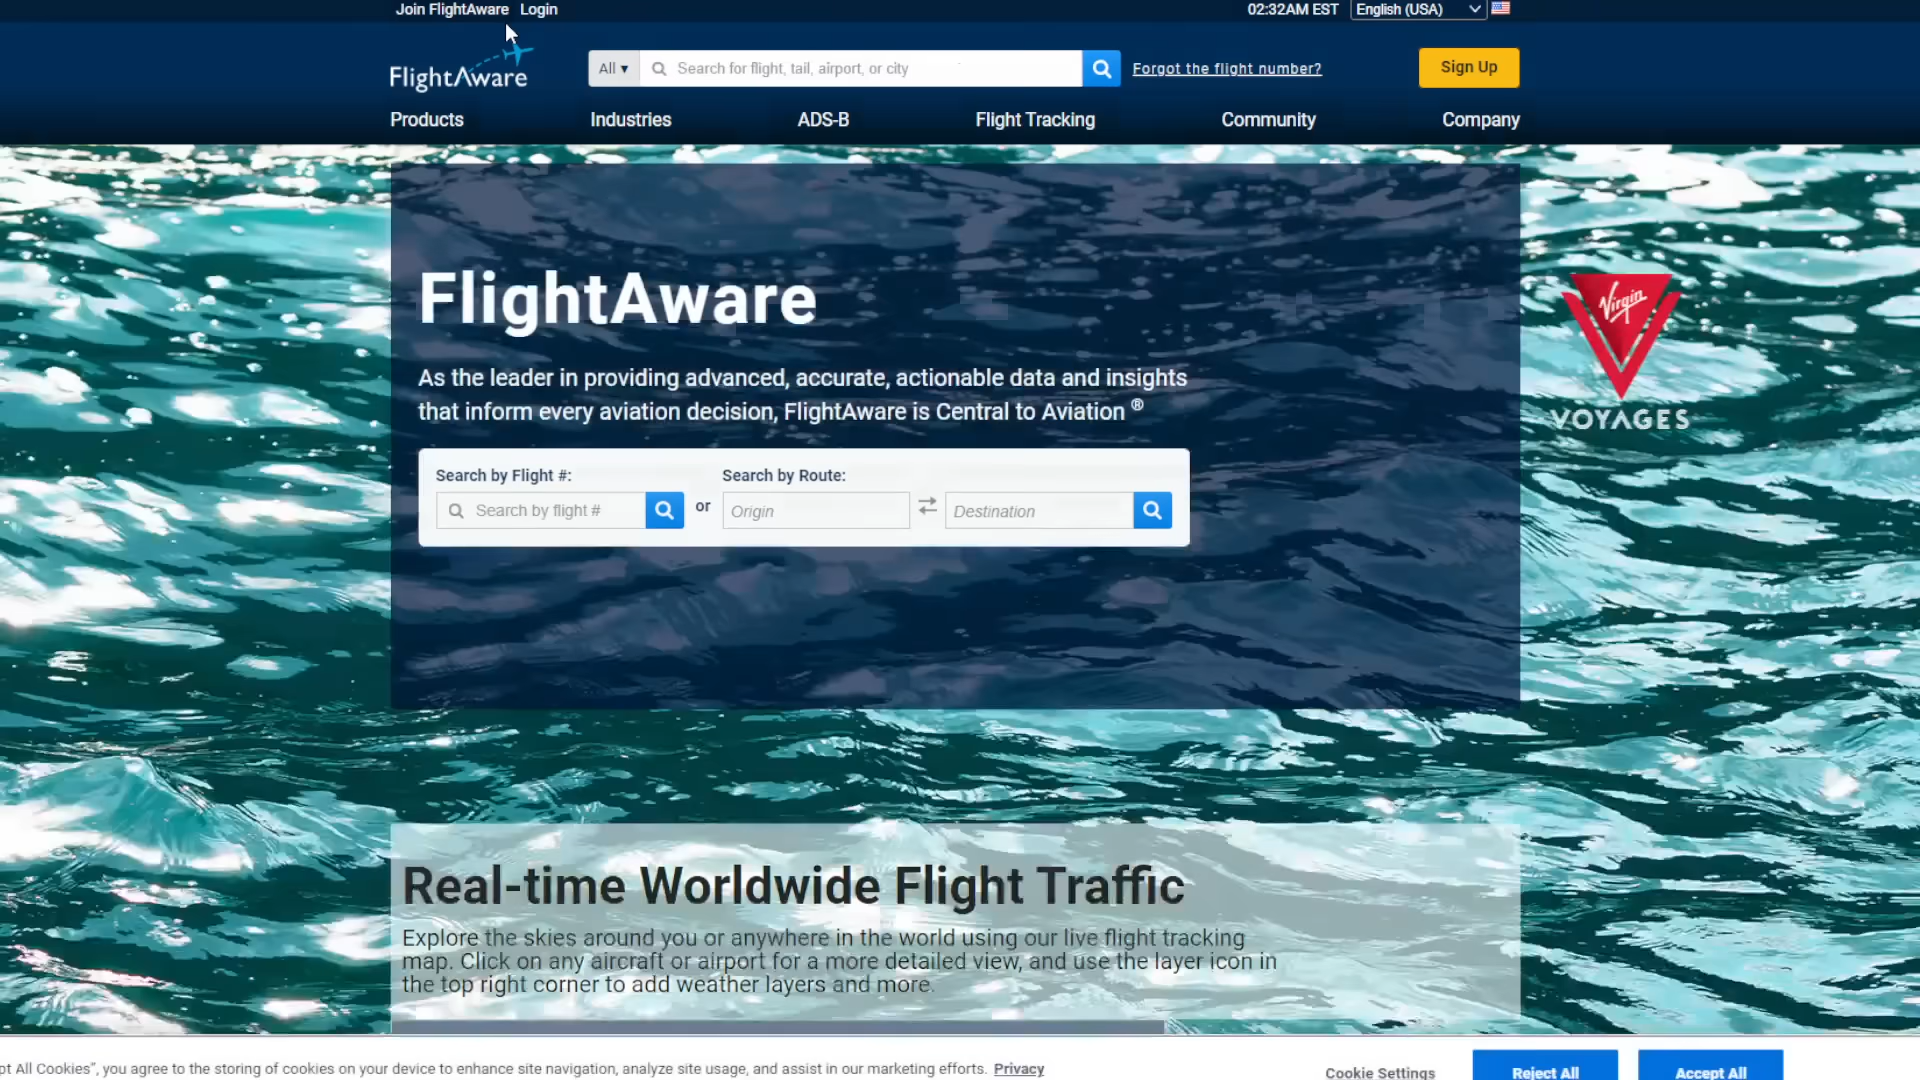 Join FlightAware Login
02:32AM EST English (USA)
FlightAware
All ▾ Search for flight, tail, airport, or city
Forgot the flight number?
Sign Up
Products Industries ADS-B Flight Tracking Community Company
FlightAware
As the leader in providing advanced, accurate, actionable data and insights
that inform every aviation decision, FlightAware is Central to Aviation ®
Search by Flight #: Search by Route:
Search by flight # or Origin Destination
Virgin
VOYAGES
Real-time Worldwide Flight Traffic
Explore the skies around you or anywhere in the world using our live flight tracking
map. Click on any aircraft or airport for a more detailed view, and use the layer icon in
the top right corner to add weather layers and more.
pt All Cookies”, you agree to the storing of cookies on your device to enhance site navigation, analyze site usage, and assist in our marketing efforts. Privacy
Cookie Settings Reject All Accept All